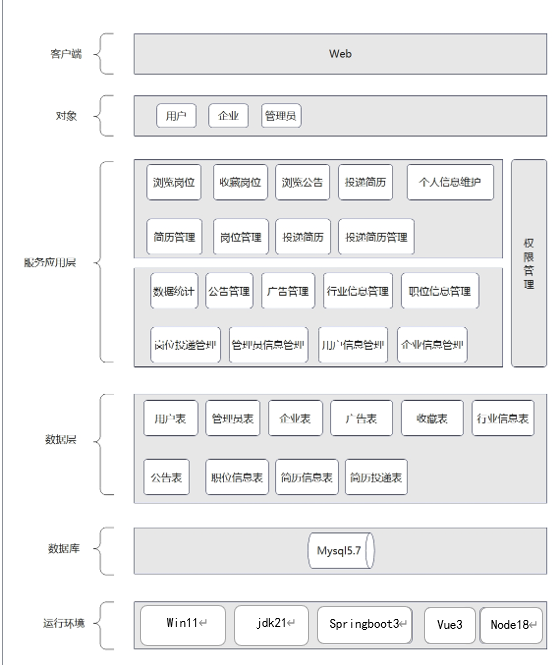 客户端
Web
对象
用户 企业 管理员
服务应用层
浏览岗位 收藏岗位 浏览公告 投递简历 个人信息维护
简历管理 岗位管理 投递简历 投递简历管理
数据统计 公告管理 广告管理 行业信息管理 职位信息管理
岗位投递管理 管理员信息管理 用户信息管理 企业信息管理
权限管理
数据层
用户表 管理员表 企业表 广告表 收藏表 行业信息表
公告表 职位信息表 简历信息表 简历投递表
数据库
Mysql5.7
运行环境
Win11↵ jdk21↵ Springboot3↵ Vue3 Node18↵